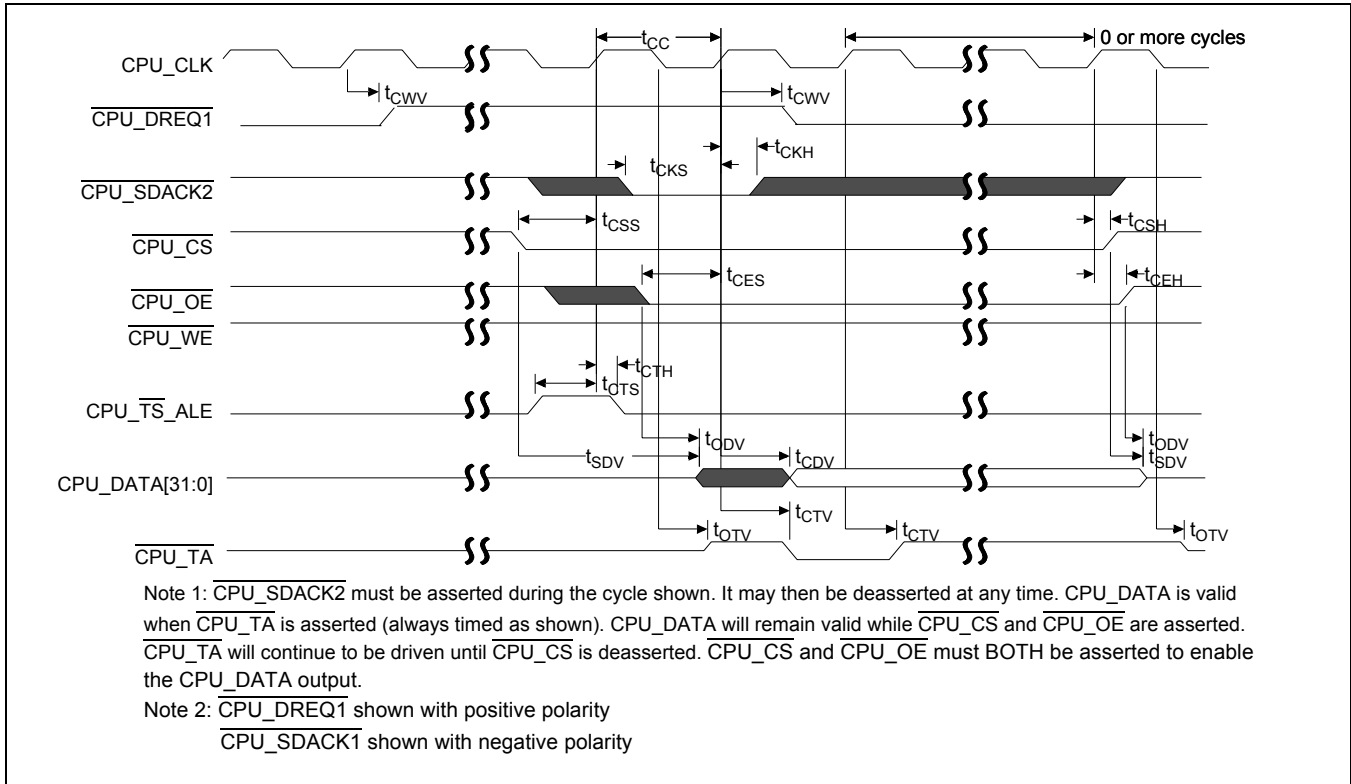 tCC
0 or more cycles
CPU_CLK
tCWV
tCWV
CPU_DREQ1
tCKH
tCKS
CPU_SDACK2
tCSS
tCSH
CPU_CS
tCES
tCEH
CPU_OE
CPU_WE
tCTH
tCTS
CPU_TS_ALE
tODV
tODV
tSDV
tCDV
tSDV
CPU_DATA[31:0]
tCTV
tOTV
tCTV
tOTV
CPU_TA
Note 1: CPU_SDACK2 must be asserted during the cycle shown. It may then be deasserted at any time. CPU_DATA is valid
when CPU_TA is asserted (always timed as shown). CPU_DATA will remain valid while CPU_CS and CPU_OE are asserted.
CPU_TA will continue to be driven until CPU_CS is deasserted. CPU_CS and CPU_OE must BOTH be asserted to enable
the CPU_DATA output.
Note 2: CPU_DREQ1 shown with positive polarity
CPU_SDACK1 shown with negative polarity